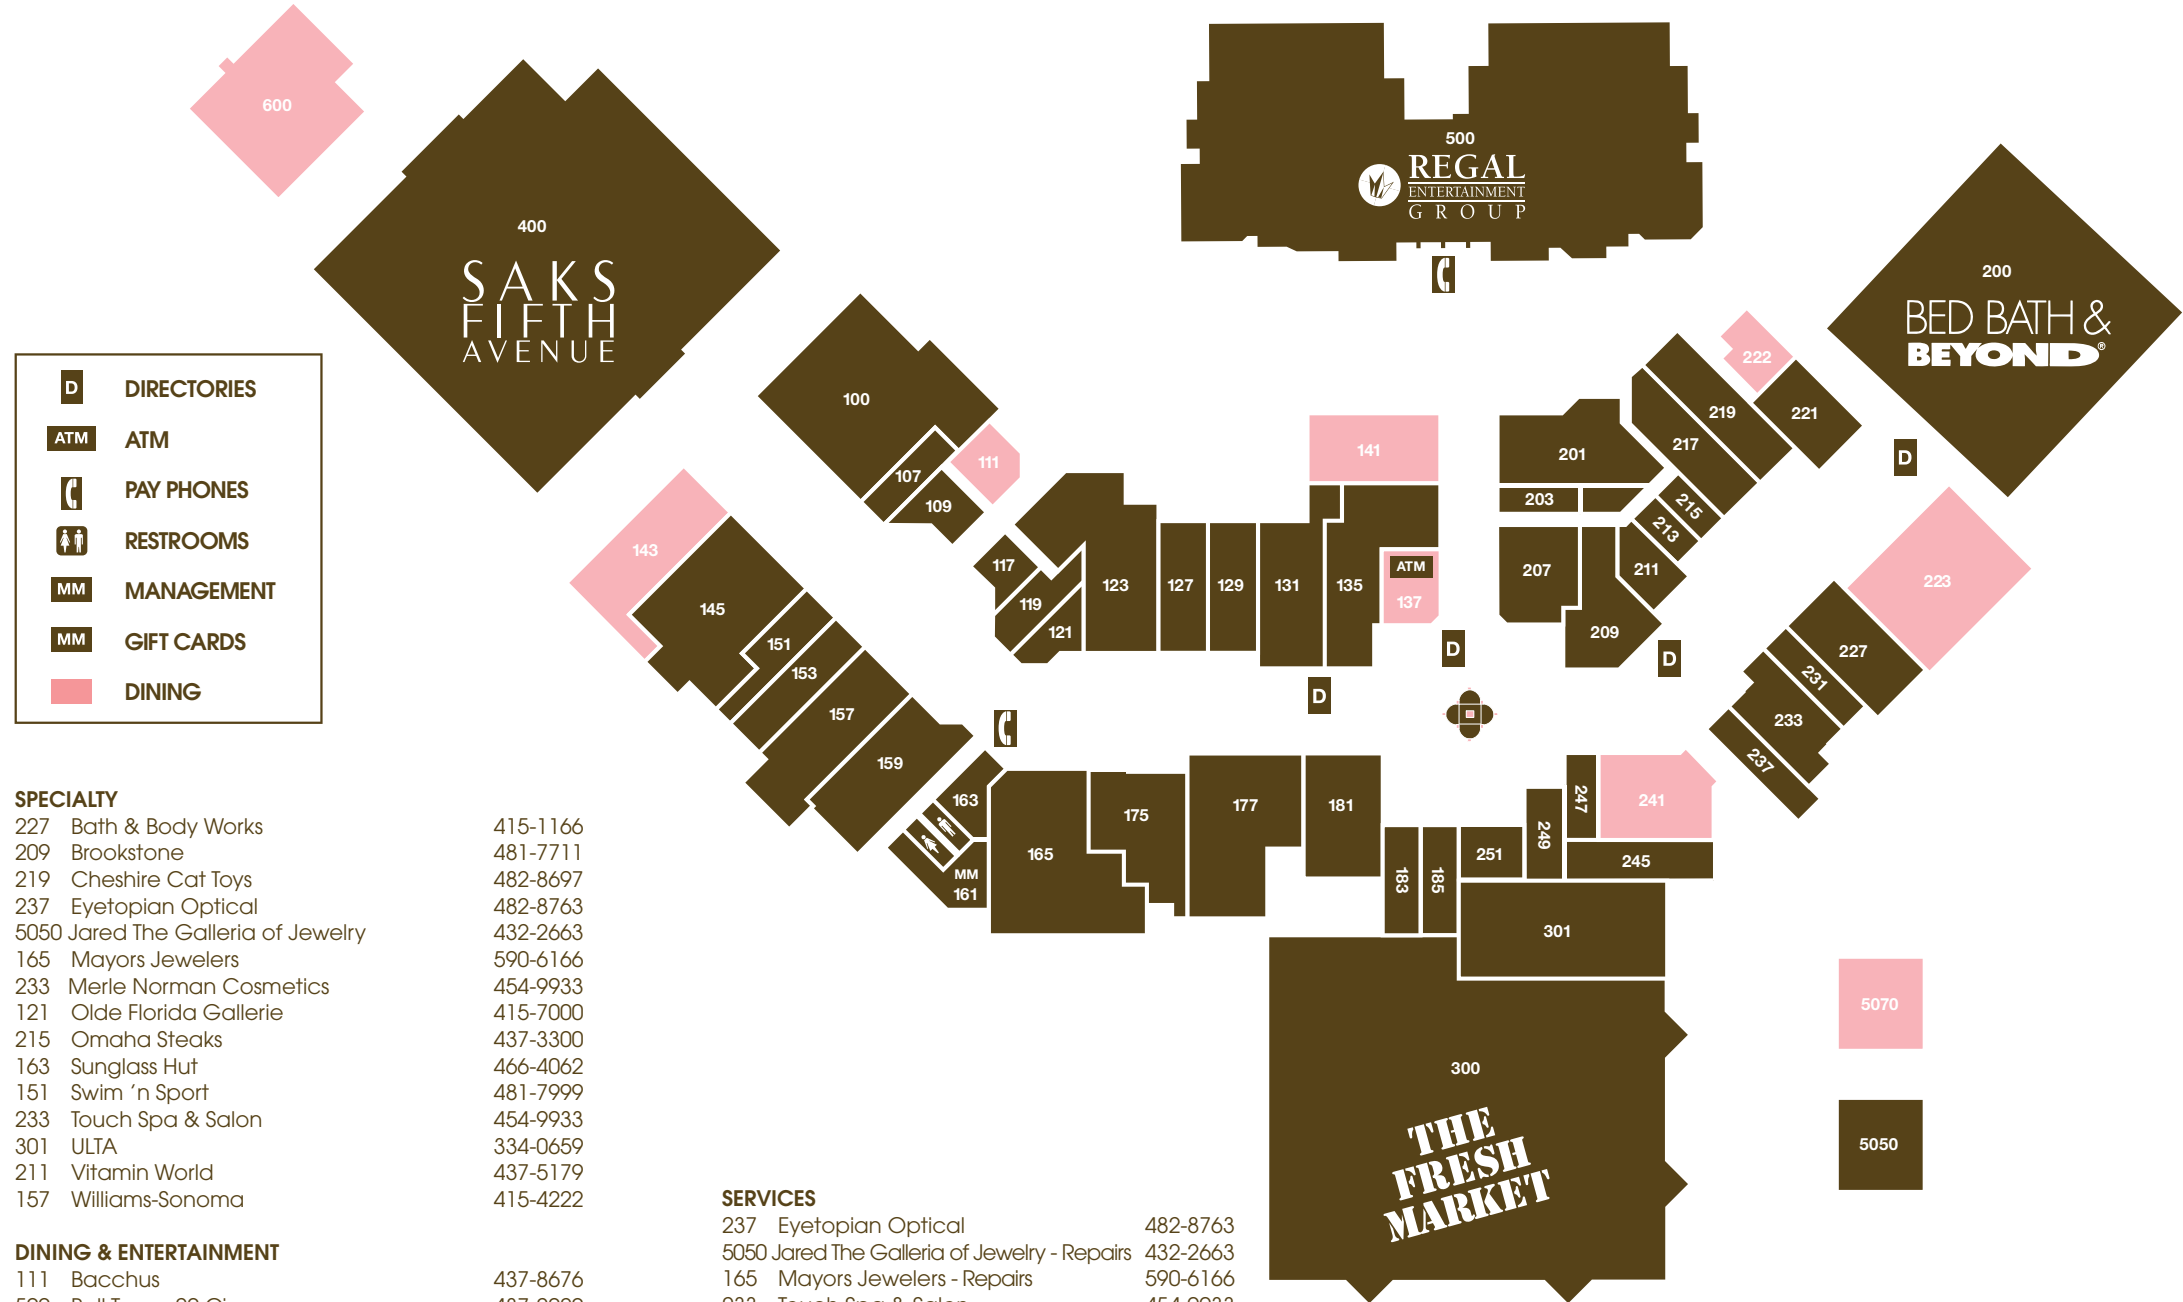 600
400
SAKS
FIFTH
AVENUE
500
REGAL
ENTERTAINMENT
GROUP
200
BED BATH &
BEYOND®
222
219
221
217
201
203
215
213
211
207
209
D
D
223
227
231
233
237
100
107
111
109
117
119
121
123
127
129
131
135
141
ATM
137
D
D
143
145
151
153
157
159
163
MM
161
165
175
177
181
183
185
251
249
247
241
245
301
300
THE
FRESH
MARKET
5070
5050
D DIRECTORIES
ATM ATM
PAY PHONES
RESTROOMS
MM MANAGEMENT
MM GIFT CARDS
DINING
SPECIALTY
227 Bath & Body Works 415-1166
209 Brookstone 481-7711
219 Cheshire Cat Toys 482-8697
237 Eyetopian Optical 482-8763
5050 Jared The Galleria of Jewelry 432-2663
165 Mayors Jewelers 590-6166
233 Merle Norman Cosmetics 454-9933
121 Olde Florida Gallerie 415-7000
215 Omaha Steaks 437-3300
163 Sunglass Hut 466-4062
151 Swim ’n Sport 481-7999
233 Touch Spa & Salon 454-9933
301 ULTA 334-0659
211 Vitamin World 437-5179
157 Williams-Sonoma 415-4222
DINING & ENTERTAINMENT
111 Bacchus 437-8676
SERVICES
237 Eyetopian Optical 482-8763
5050 Jared The Galleria of Jewelry - Repairs 432-2663
165 Mayors Jewelers - Repairs 590-6166
233 Touch Spa & Salon 454-9933